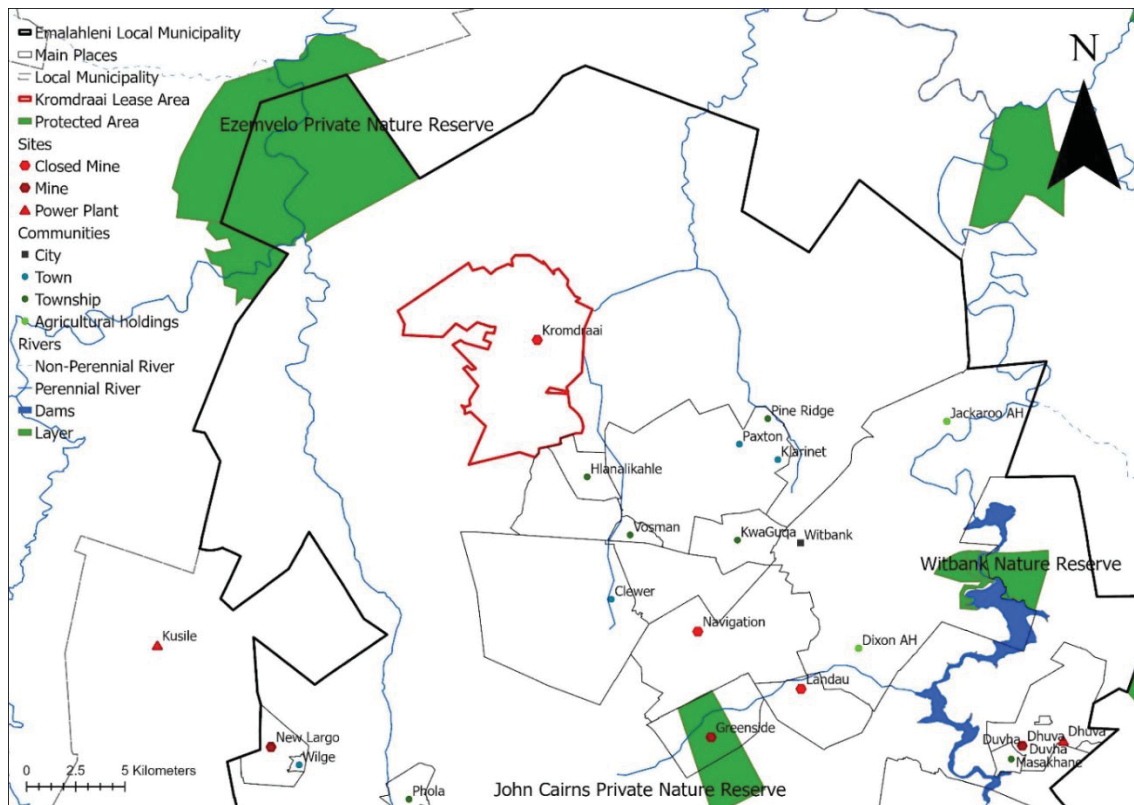 Emalahleni Local Municipality
Main Places
Local Municipality
Kromdraai Lease Area
Protected Area
Sites
Closed Mine
Mine
Power Plant
Communities
City
Town
Township
Agricultural holdings
Rivers
Non-Perennial River
Perennial River
Dams
Layer
N
Ezemvelo Private Nature Reserve
Kromdraai
Pine Ridge
Jackaroo AH
Paxton
Klarinet
Hlanalikahle
Vosman
KwaGuqa
Witbank
Witbank Nature Reserve
Clewer
Navigation
Kusile
Dixon AH
Landau
Greenside
New Largo
Wilge
Duvha
Dhuva
Dhuva
Duvha
Masakhane
0 2.5 5 Kilometers
Phola
John Cairns Private Nature Reserve